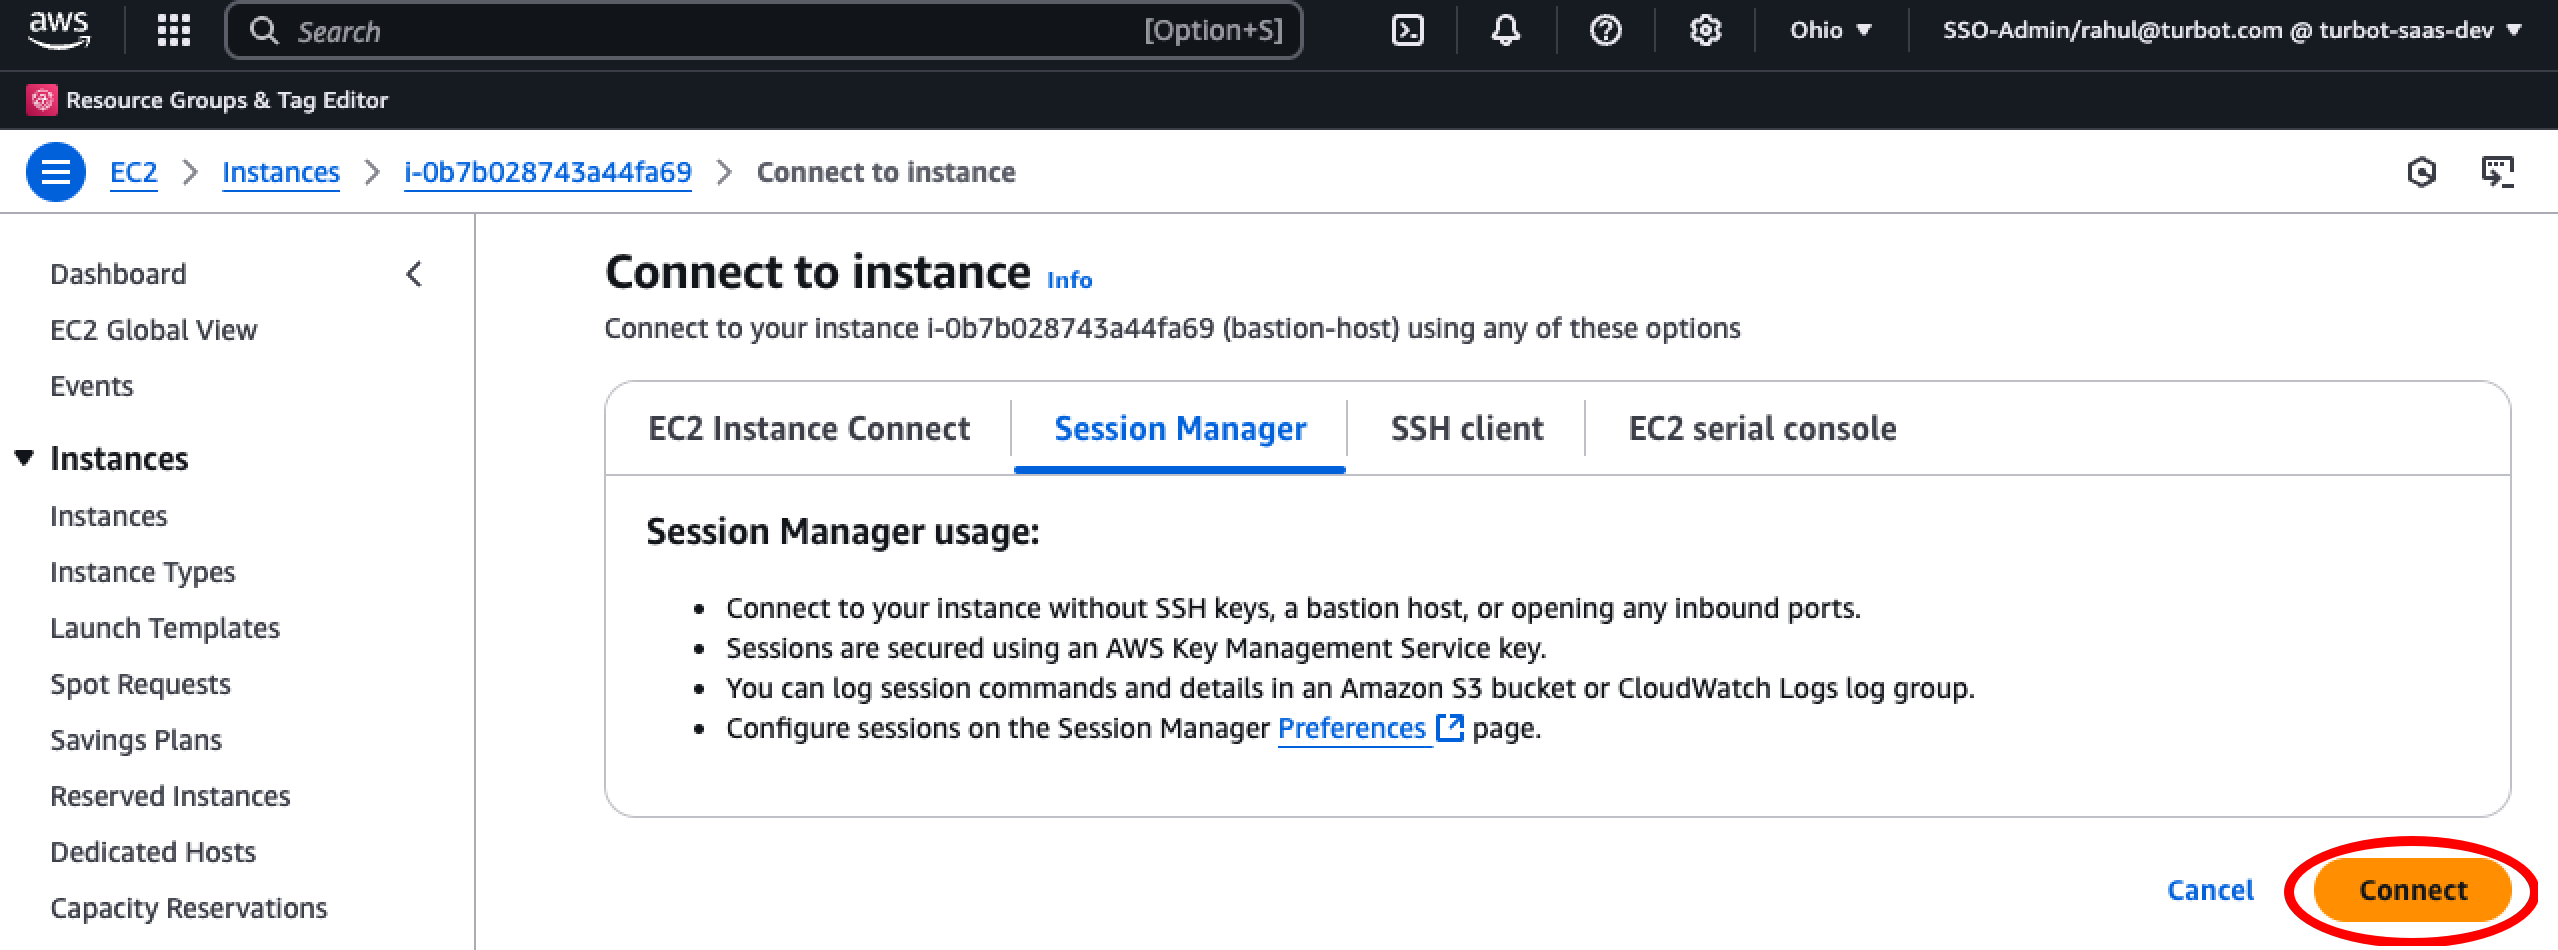 aws
Search [Option+S]
Ohio
SSO-Admin/rahul@turbot.com @ turbot-saas-dev
Resource Groups & Tag Editor
EC2 Instances i-0b7b028743a44fa69 Connect to instance
Dashboard
EC2 Global View
Events
Instances
Instances
Instance Types
Launch Templates
Spot Requests
Savings Plans
Reserved Instances
Dedicated Hosts
Capacity Reservations
Connect to instance Info
Connect to your instance i-0b7b028743a44fa69 (bastion-host) using any of these options
EC2 Instance Connect Session Manager SSH client EC2 serial console
Session Manager usage:
• Connect to your instance without SSH keys, a bastion host, or opening any inbound ports.
• Sessions are secured using an AWS Key Management Service key.
• You can log session commands and details in an Amazon S3 bucket or CloudWatch Logs log group.
• Configure sessions on the Session Manager Preferences page.
Cancel Connect